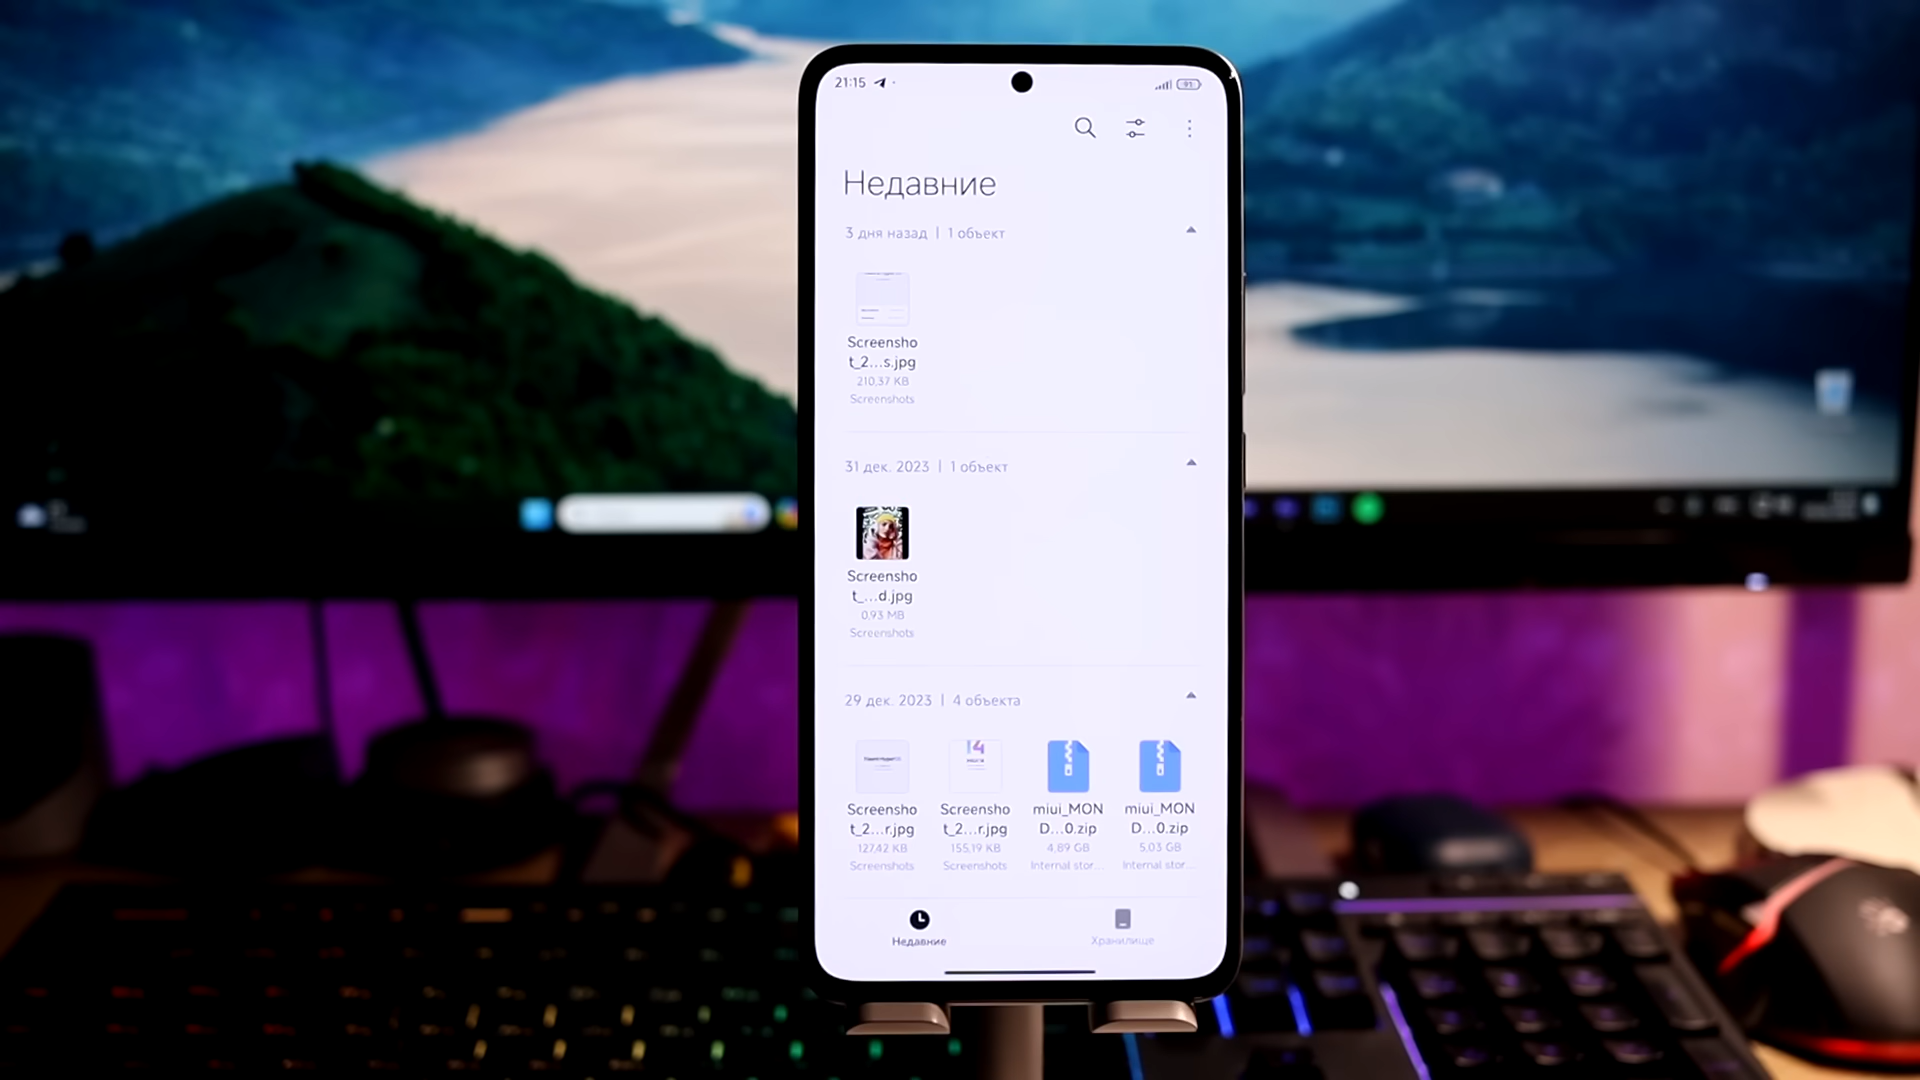 21:15
91
Недавние
3 дня назад | 1 объект
Screensho
t_2...s.jpg
210,37 KB
Screenshots
31 дек. 2023 | 1 объект
Screensho
t_...d.jpg
0,93 MB
Screenshots
29 дек. 2023 | 4 объекта
14
Screensho
t_2...r.jpg
127,42 KB
Screenshots
Screensho
t_2...r.jpg
155,19 KB
Screenshots
miui_MON
D...0.zip
4,89 GB
Internal stor...
miui_MON
D...0.zip
5,03 GB
Internal stor...
Недавние
Хранилище